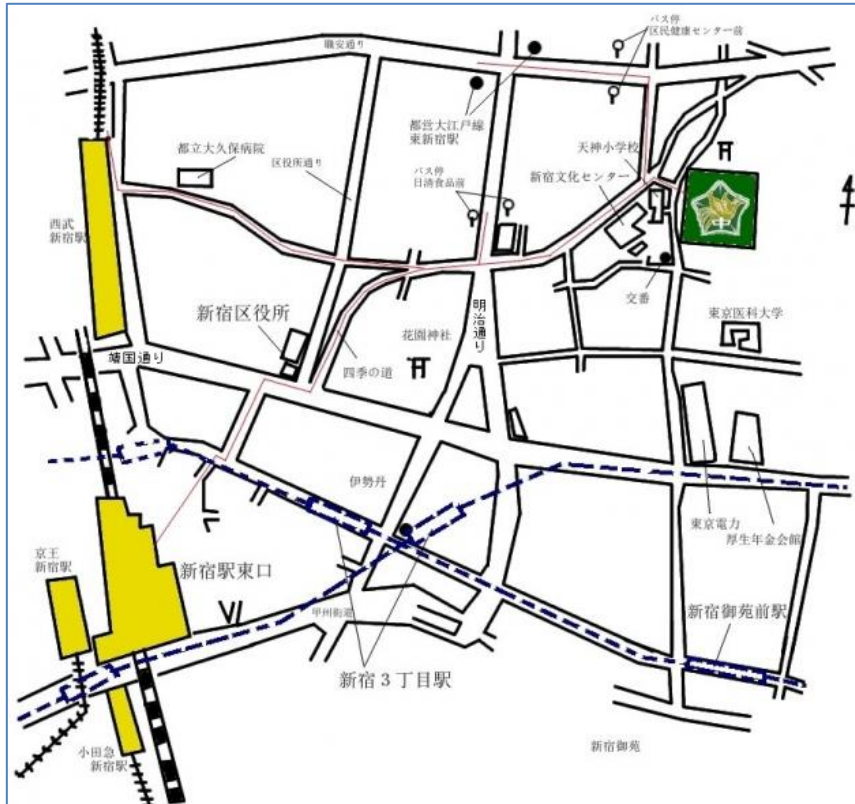 バス停
区民健康センター前
職安通り
都営大江戸線
東新宿駅
天神小学校
都立大久保病院
区役所通り
バス停
日清食品前
新宿文化センター
中
西武
新宿駅
交番
明治通り
新宿区役所
花園神社
東京医科大学
靖国通り
四季の道
伊勢丹
東京電力
厚生年金会館
京王
新宿駅
新宿駅東口
甲州街道
新宿御苑前駅
新宿3丁目駅
小田急
新宿駅
新宿御苑